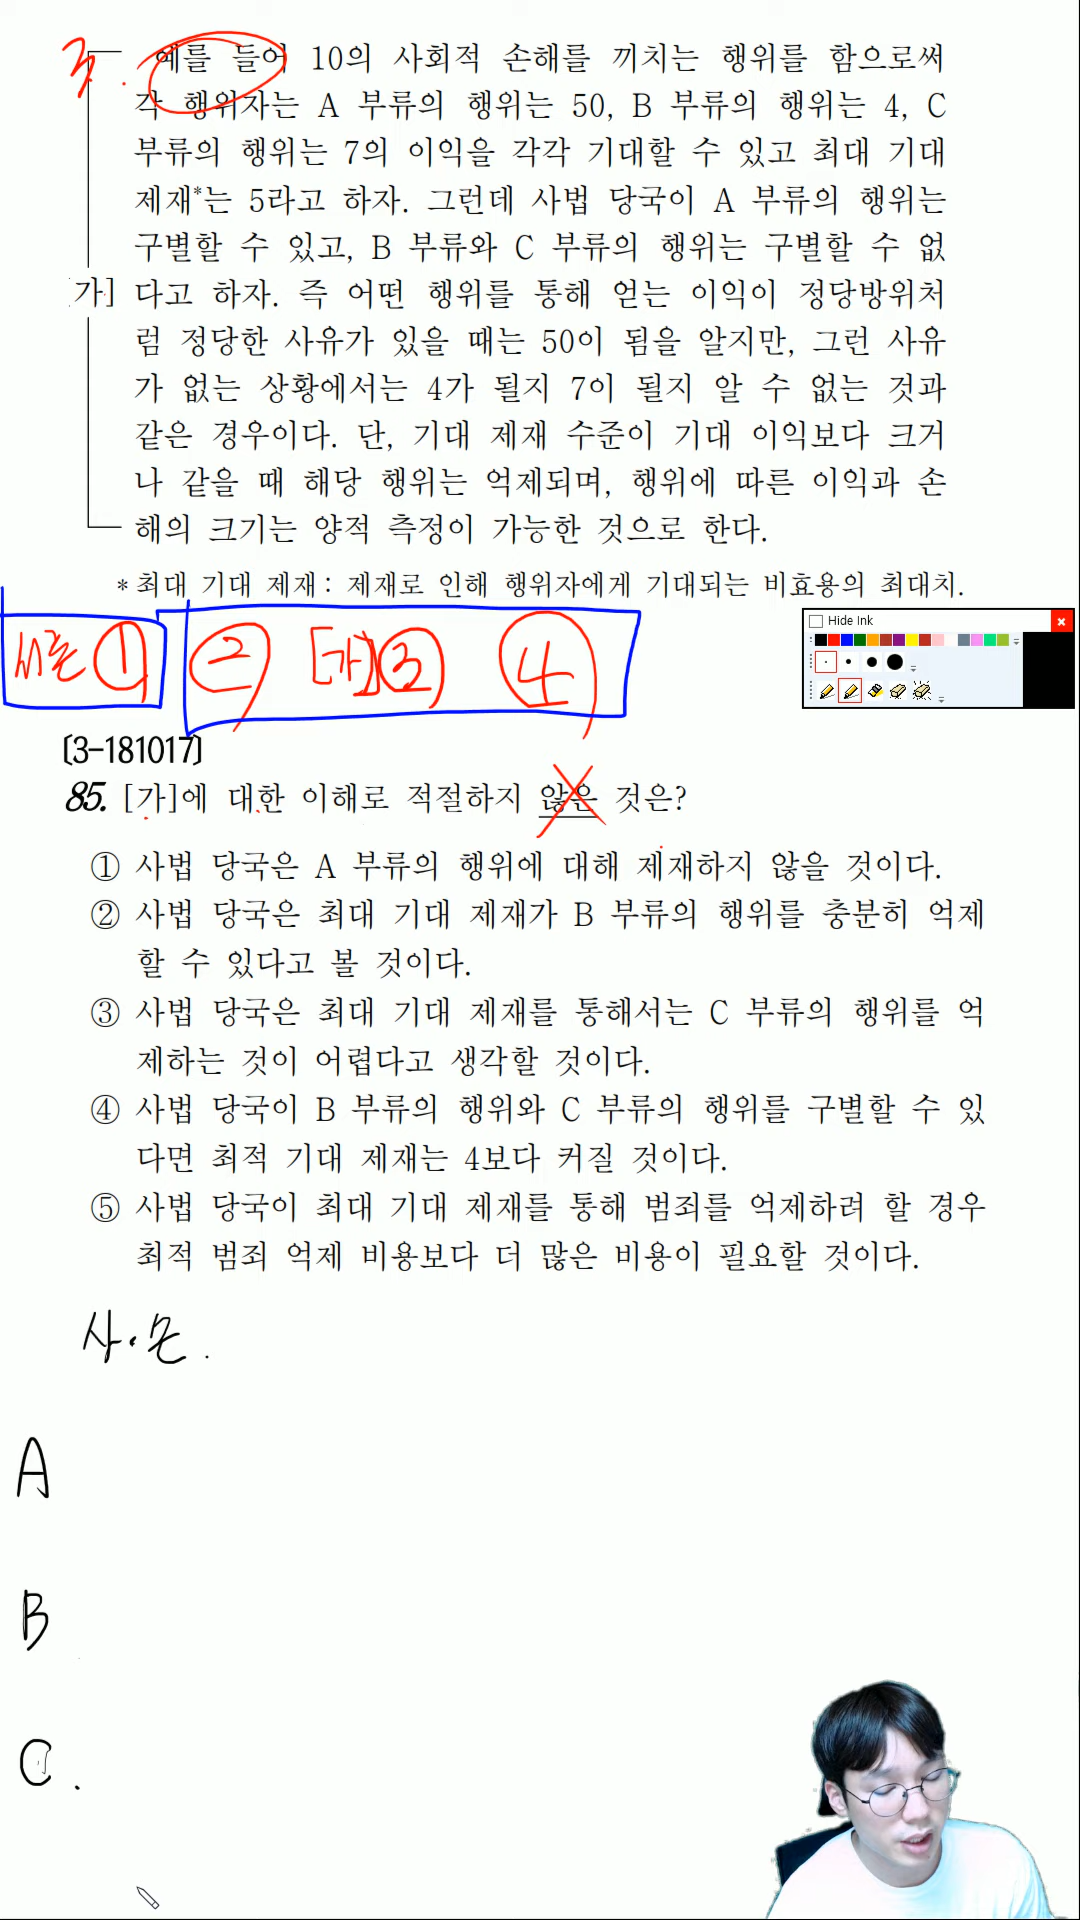 3.
예를 들어 10의 사회적 손해를 끼치는 행위를 함으로써
각 행위자는 A 부류의 행위는 50, B 부류의 행위는 4, C
부류의 행위는 7의 이익을 각각 기대할 수 있고 최대 기대
제재*는 5라고 하자. 그런데 사법 당국이 A 부류의 행위는
구별할 수 있고, B 부류와 C 부류의 행위는 구별할 수 없
[가] 다고 하자. 즉 어떤 행위를 통해 얻는 이익이 정당방위처
럼 정당한 사유가 있을 때는 50이 됨을 알지만, 그런 사유
가 없는 상황에서는 4가 될지 7이 될지 알 수 없는 것과
같은 경우이다. 단, 기대 제재 수준이 기대 이익보다 크거
나 같을 때 해당 행위는 억제되며, 행위에 따른 이익과 손
해의 크기는 양적 측정이 가능한 것으로 한다.
* 최대 기대 제재 : 제재로 인해 행위자에게 기대되는 비효용의 최대치.
Hide Ink
서론 ① ② [가] ③ ④
[3-181017]
85. [가]에 대한 이해로 적절하지 않은 것은?
① 사법 당국은 A 부류의 행위에 대해 제재하지 않을 것이다.
② 사법 당국은 최대 기대 제재가 B 부류의 행위를 충분히 억제
할 수 있다고 볼 것이다.
③ 사법 당국은 최대 기대 제재를 통해서는 C 부류의 행위를 억
제하는 것이 어렵다고 생각할 것이다.
④ 사법 당국이 B 부류의 행위와 C 부류의 행위를 구별할 수 있
다면 최적 기대 제재는 4보다 커질 것이다.
⑤ 사법 당국이 최대 기대 제재를 통해 범죄를 억제하려 할 경우
최적 범죄 억제 비용보다 더 많은 비용이 필요할 것이다.
사·손.
A
B
C.